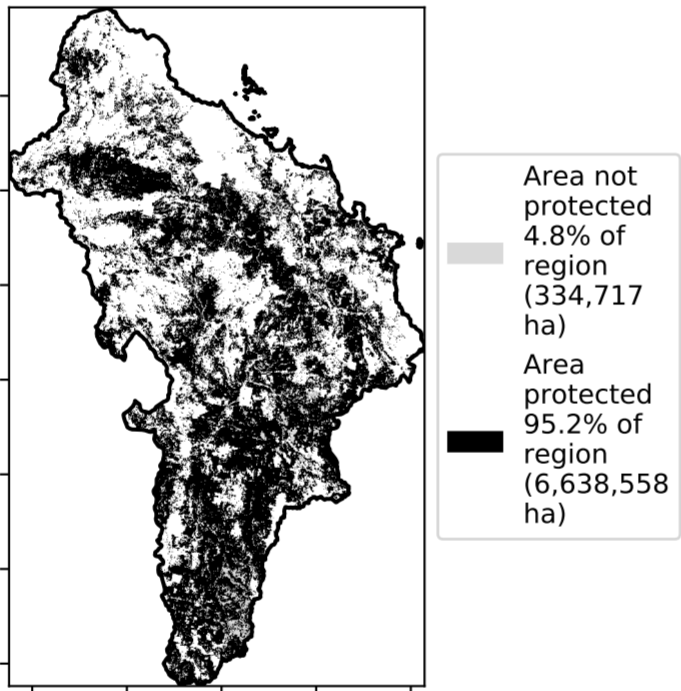 Area not
protected
4.8% of
region
(334,717
ha)
Area
protected
95.2% of
region
(6,638,558
ha)